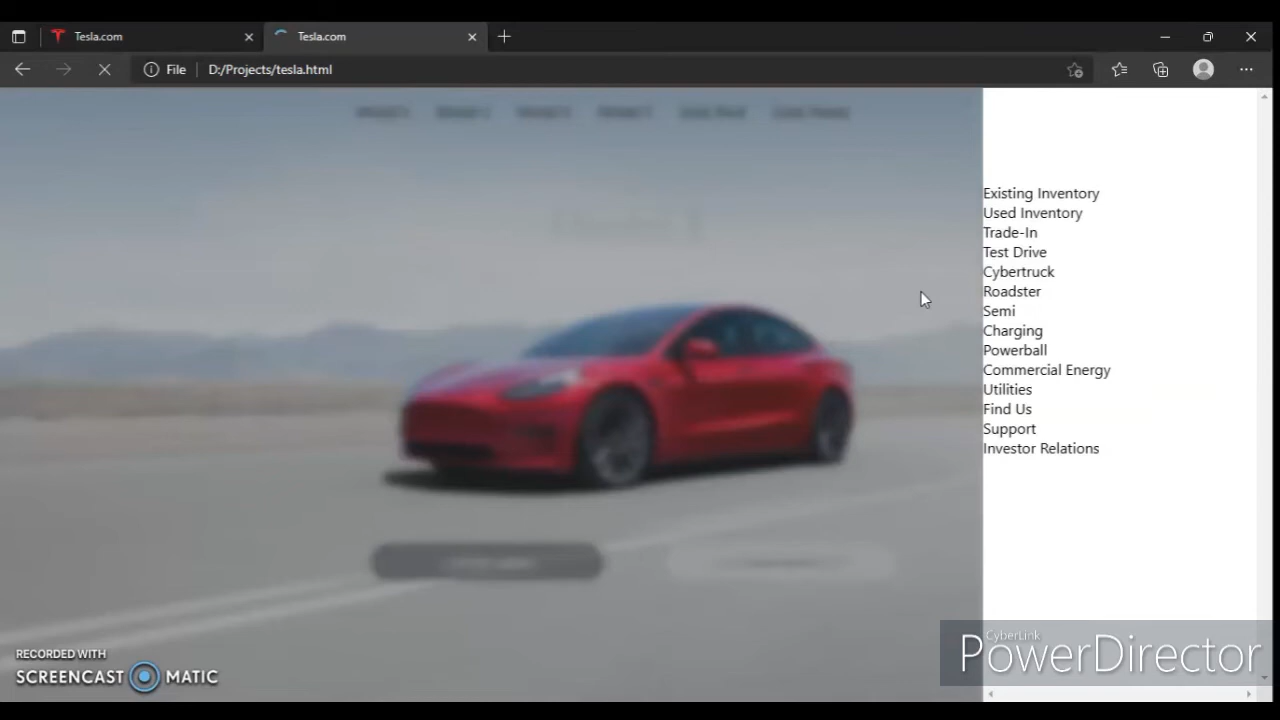 Tesla.com
Tesla.com
File
D:/Projects/tesla.html
Existing Inventory
Used Inventory
Trade-In
Test Drive
Cybertruck
Roadster
Semi
Charging
Powerball
Commercial Energy
Utilities
Find Us
Support
Investor Relations
RECORDED WITH
SCREENCAST MATIC
CyberLink
PowerDirector